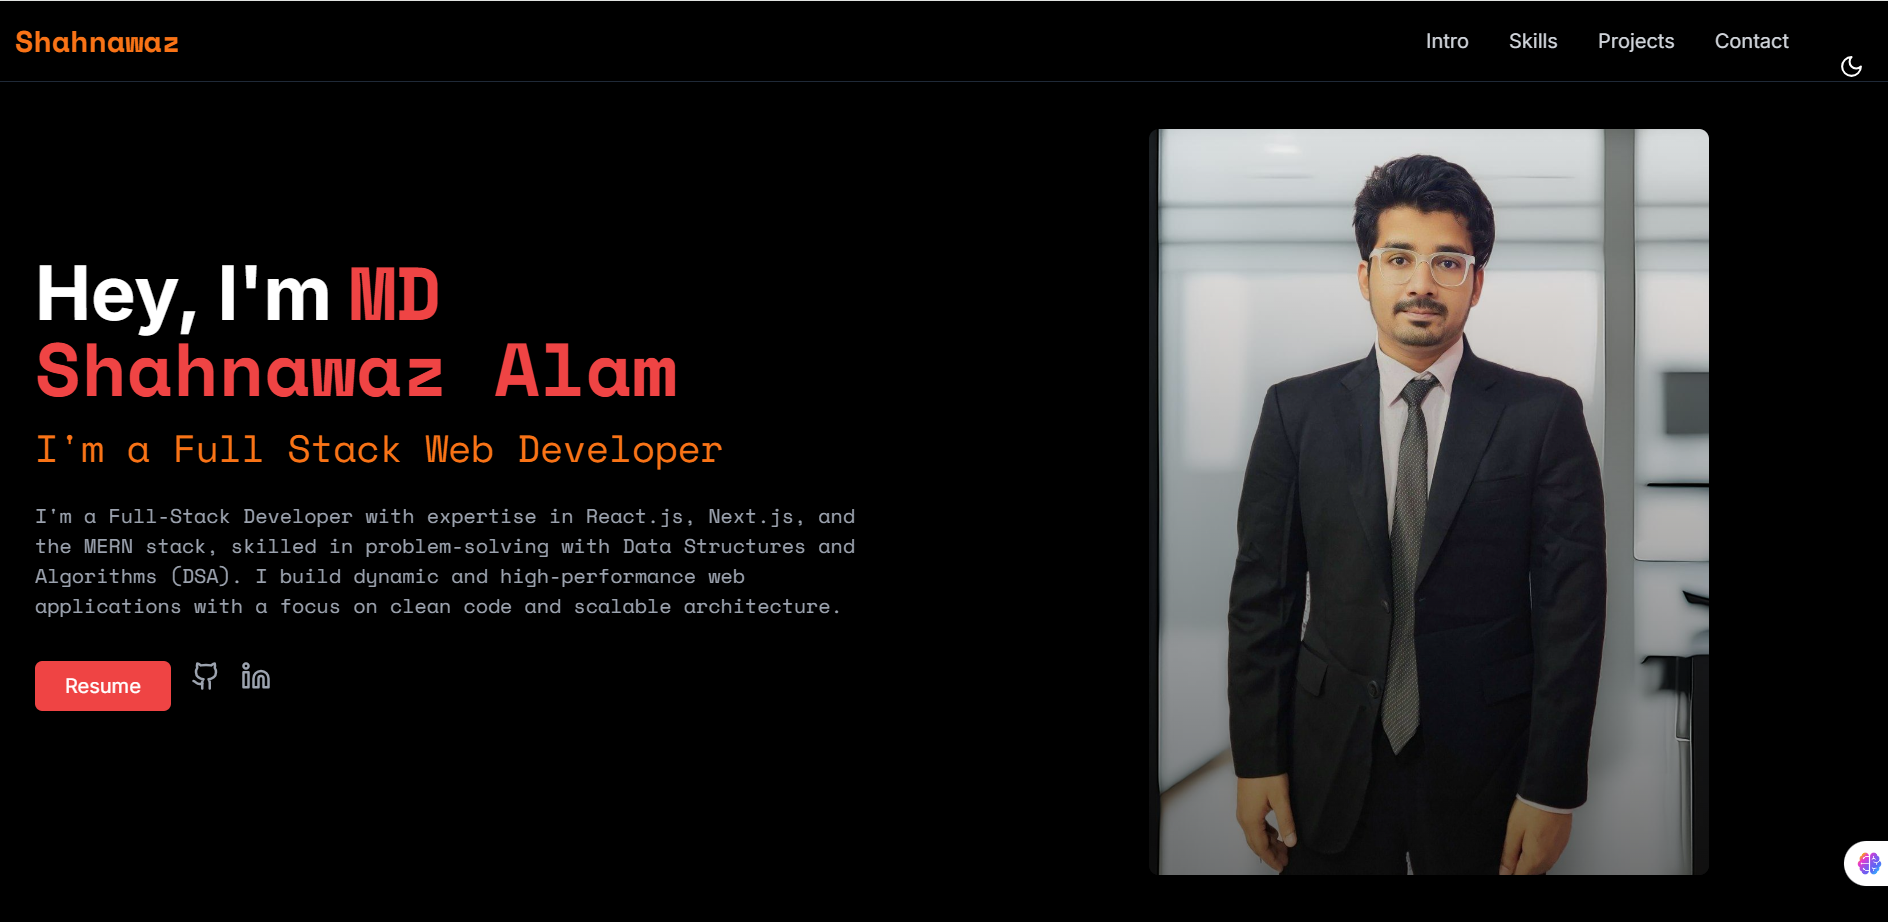 Shahnawaz
Intro
Skills
Projects
Contact
Hey, I'm MD
Shahnawaz Alam
I'm a Full Stack Web Developer
I'm a Full-Stack Developer with expertise in React.js, Next.js, and
the MERN stack, skilled in problem-solving with Data Structures and
Algorithms (DSA). I build dynamic and high-performance web
applications with a focus on clean code and scalable architecture.
Resume